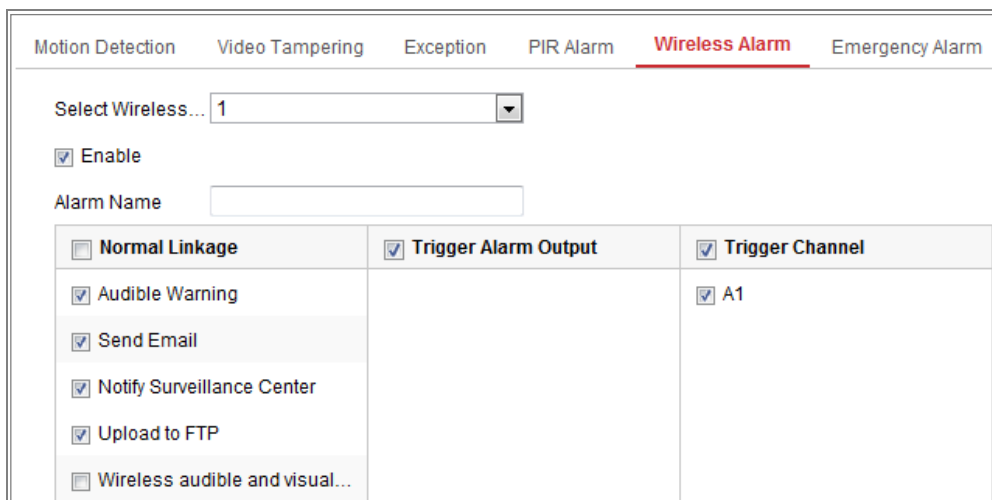 Motion Detection Video Tampering Exception PIR Alarm Wireless Alarm Emergency Alarm
Select Wireless... 1
Enable
Alarm Name
Normal Linkage Trigger Alarm Output Trigger Channel
Audible Warning A1
Send Email
Notify Surveillance Center
Upload to FTP
Wireless audible and visual...